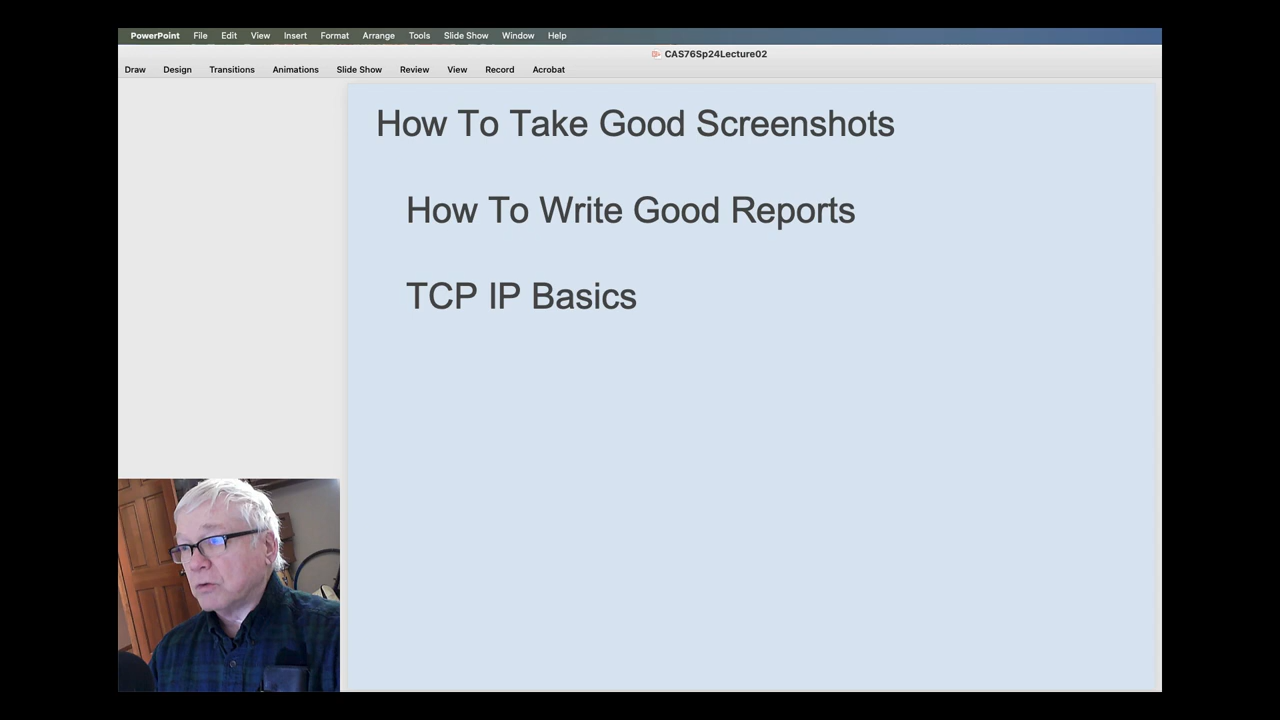 PowerPoint File Edit View Insert Format Arrange Tools Slide Show Window Help
CAS76Sp24Lecture02
Draw Design Transitions Animations Slide Show Review View Record Acrobat
How To Take Good Screenshots
How To Write Good Reports
TCP IP Basics